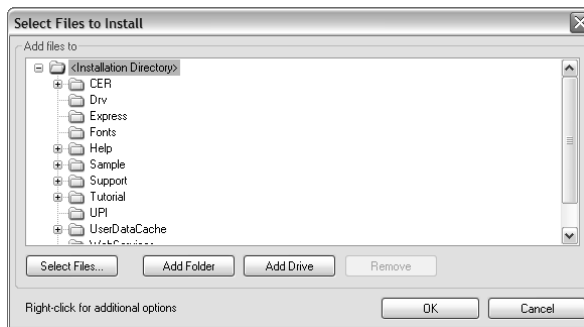 Select Files to Install
Add files to
<Installation Directory>
CER
Drv
Express
Fonts
Help
Sample
Support
Tutorial
UPI
UserDataCache
Select Files... Add Folder Add Drive Remove
Right-click for additional options OK Cancel